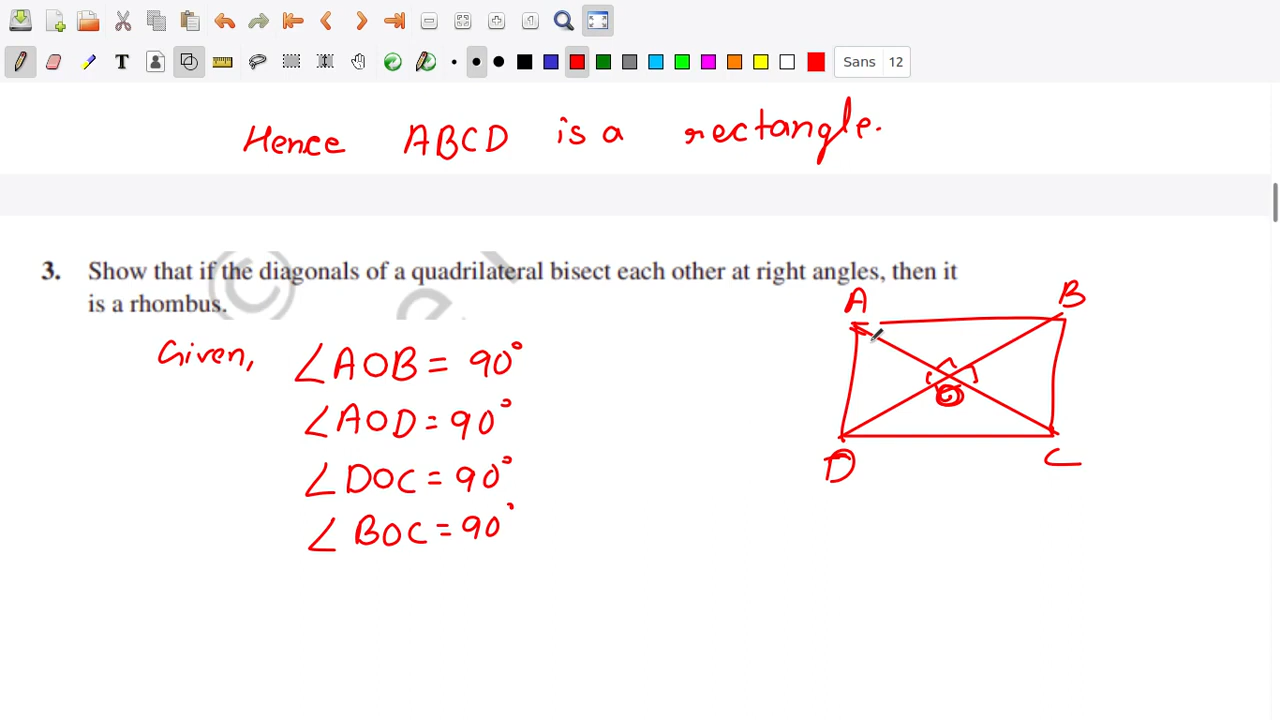 Sans 12
Hence ABCD is a rectangle.
3. Show that if the diagonals of a quadrilateral bisect each other at right angles, then it
is a rhombus.
A B
Given, ∠AOB = 90°
∠AOD = 90°
∠DOC = 90°
∠BOC = 90°
O
D C